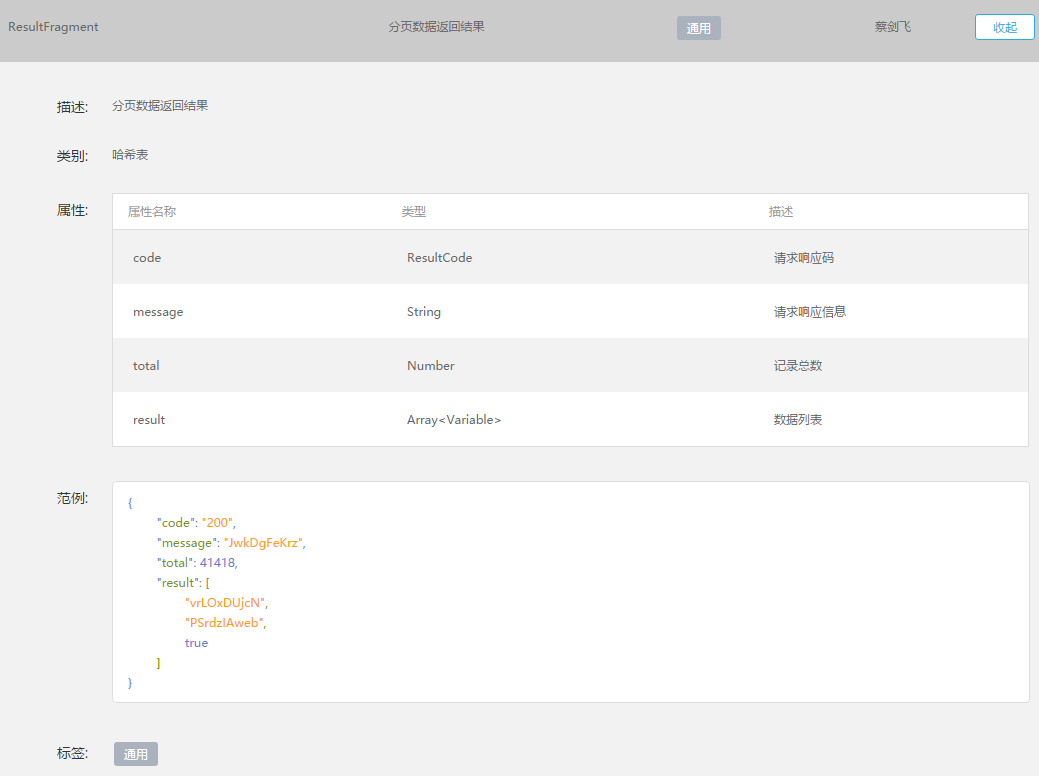 ResultFragment 分页数据返回结果 通用 蔡剑飞 收起
描述: 分页数据返回结果
类别: 哈希表
属性: 属性名称 类型 描述
code ResultCode 请求响应码
message String 请求响应信息
total Number 记录总数
result Array<Variable> 数据列表
范例: {
"code": "200",
"message": "JwkDgFeKrz",
"total": 41418,
"result": [
"vrLOxDUjcN",
"PSrdzIAweb",
true
]
}
标签: 通用